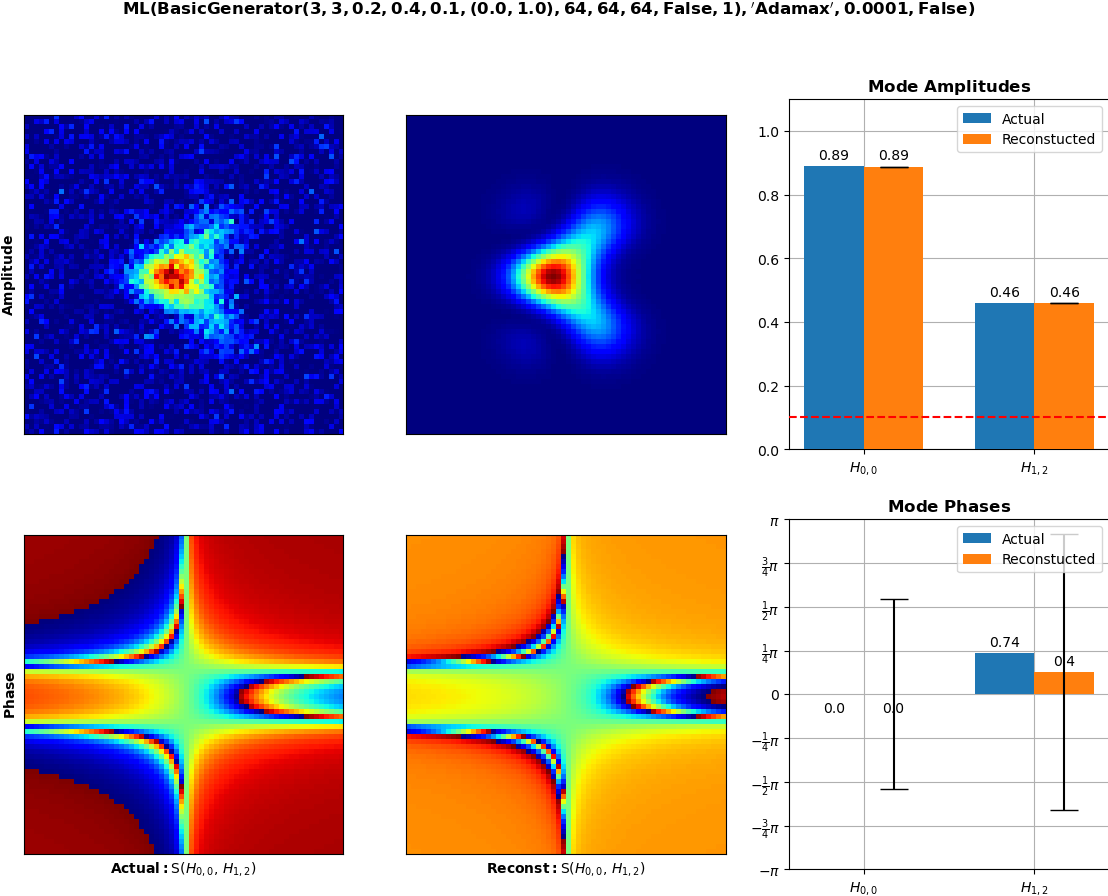 ML(BasicGenerator(3, 3, 0.2, 0.4, 0.1, (0.0, 1.0), 64, 64, 64, False, 1), ′Adamax′, 0.0001, False)
Amplitude
Mode Amplitudes
Actual
Reconstucted
1.0
0.8
0.6
0.4
0.2
0.0
0.89
0.89
0.46
0.46
H0,0
H1,2
Phase
Actual: S(H0,0, H1,2)
Reconst: S(H0,0, H1,2)
Mode Phases
Actual
Reconstucted
π
3/4π
1/2π
1/4π
0
−1/4π
−1/2π
−3/4π
−π
0.0
0.0
0.74
0.4
H0,0
H1,2